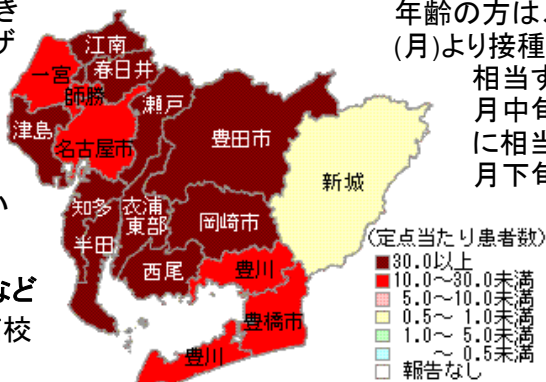 き
ザ
い
など
校
年齢の方は、
(月)より接種
相当す
月中旬
に相当
月下旬
江南
一宮
春日井
師勝
瀬戸
津島
名古屋市
豊田市
新城
知多
衣浦
東部
岡崎市
半田
西尾
豊川
豊橋市
豊川
(定点当たり患者数)
30.0以上
10.0～30.0未満
5.0～10.0未満
0.5～ 1.0未満
1.0～ 5.0未満
～ 0.5未満
報告なし